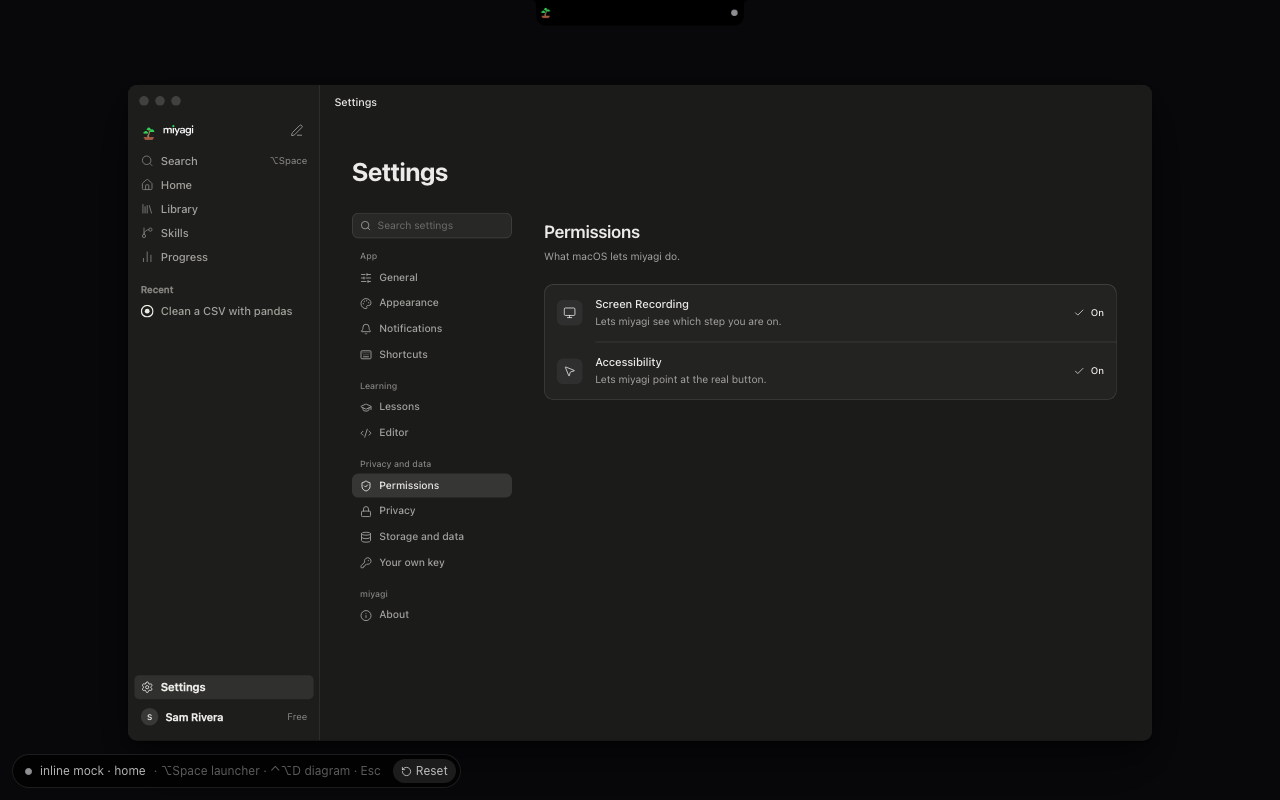 Settings
miyagi
Search ⌥Space
Home
Library
Skills
Progress
Recent
Clean a CSV with pandas
Settings
Sam Rivera Free
S
Settings
Search settings
App
General
Appearance
Notifications
Shortcuts
Learning
Lessons
Editor
Privacy and data
Permissions
Privacy
Storage and data
Your own key
miyagi
About
Permissions
What macOS lets miyagi do.
Screen Recording
Lets miyagi see which step you are on.
On
Accessibility
Lets miyagi point at the real button.
On
inline mock · home · ⌥Space launcher · ^⌥D diagram · Esc Reset